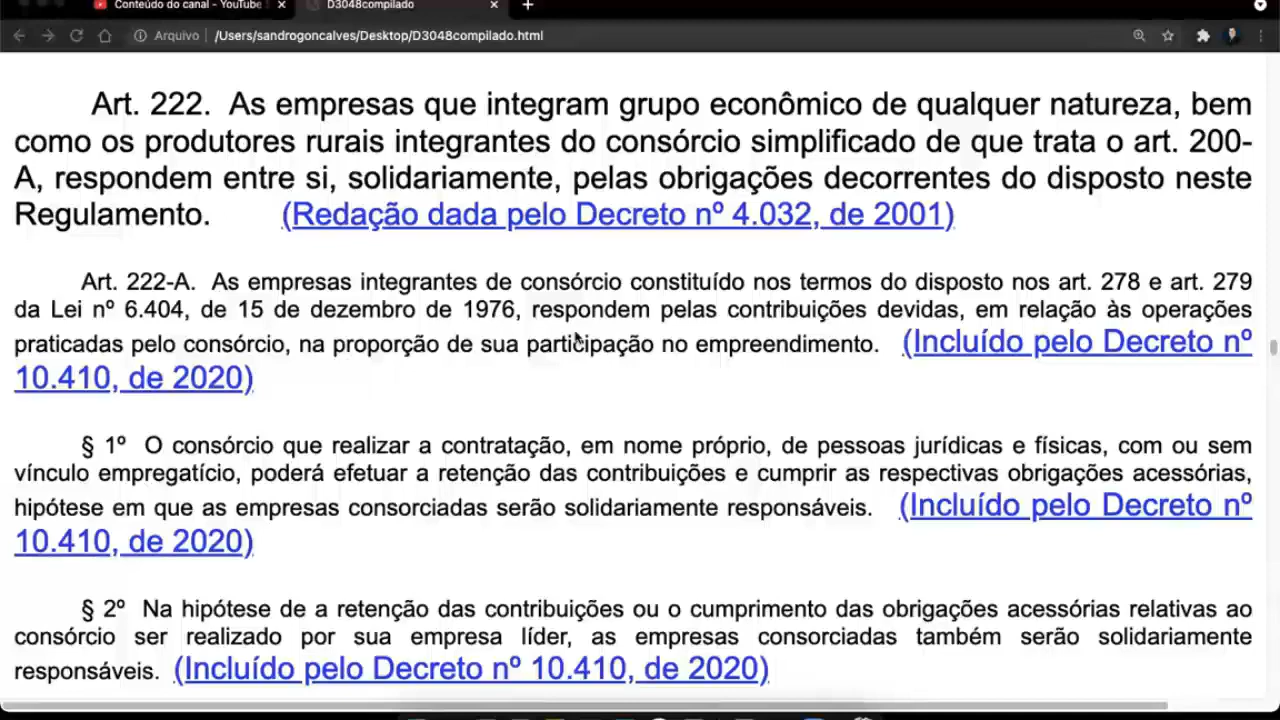 Conteúdo do canal - YouTube
D3048compilado
Arquivo
/Users/sandrogoncalves/Desktop/D3048compilado.html
Art. 222. As empresas que integram grupo econômico de qualquer natureza, bem
como os produtores rurais integrantes do consórcio simplificado de que trata o art. 200-
A, respondem entre si, solidariamente, pelas obrigações decorrentes do disposto neste
Regulamento. (Redação dada pelo Decreto nº 4.032, de 2001)
Art. 222-A. As empresas integrantes de consórcio constituído nos termos do disposto nos art. 278 e art. 279
da Lei nº 6.404, de 15 de dezembro de 1976, respondem pelas contribuições devidas, em relação às operações
praticadas pelo consórcio, na proporção de sua participação no empreendimento. (Incluído pelo Decreto nº
10.410, de 2020)
§ 1º O consórcio que realizar a contratação, em nome próprio, de pessoas jurídicas e físicas, com ou sem
vínculo empregatício, poderá efetuar a retenção das contribuições e cumprir as respectivas obrigações acessórias,
hipótese em que as empresas consorciadas serão solidariamente responsáveis. (Incluído pelo Decreto nº
10.410, de 2020)
§ 2º Na hipótese de a retenção das contribuições ou o cumprimento das obrigações acessórias relativas ao
consórcio ser realizado por sua empresa líder, as empresas consorciadas também serão solidariamente
responsáveis. (Incluído pelo Decreto nº 10.410, de 2020)